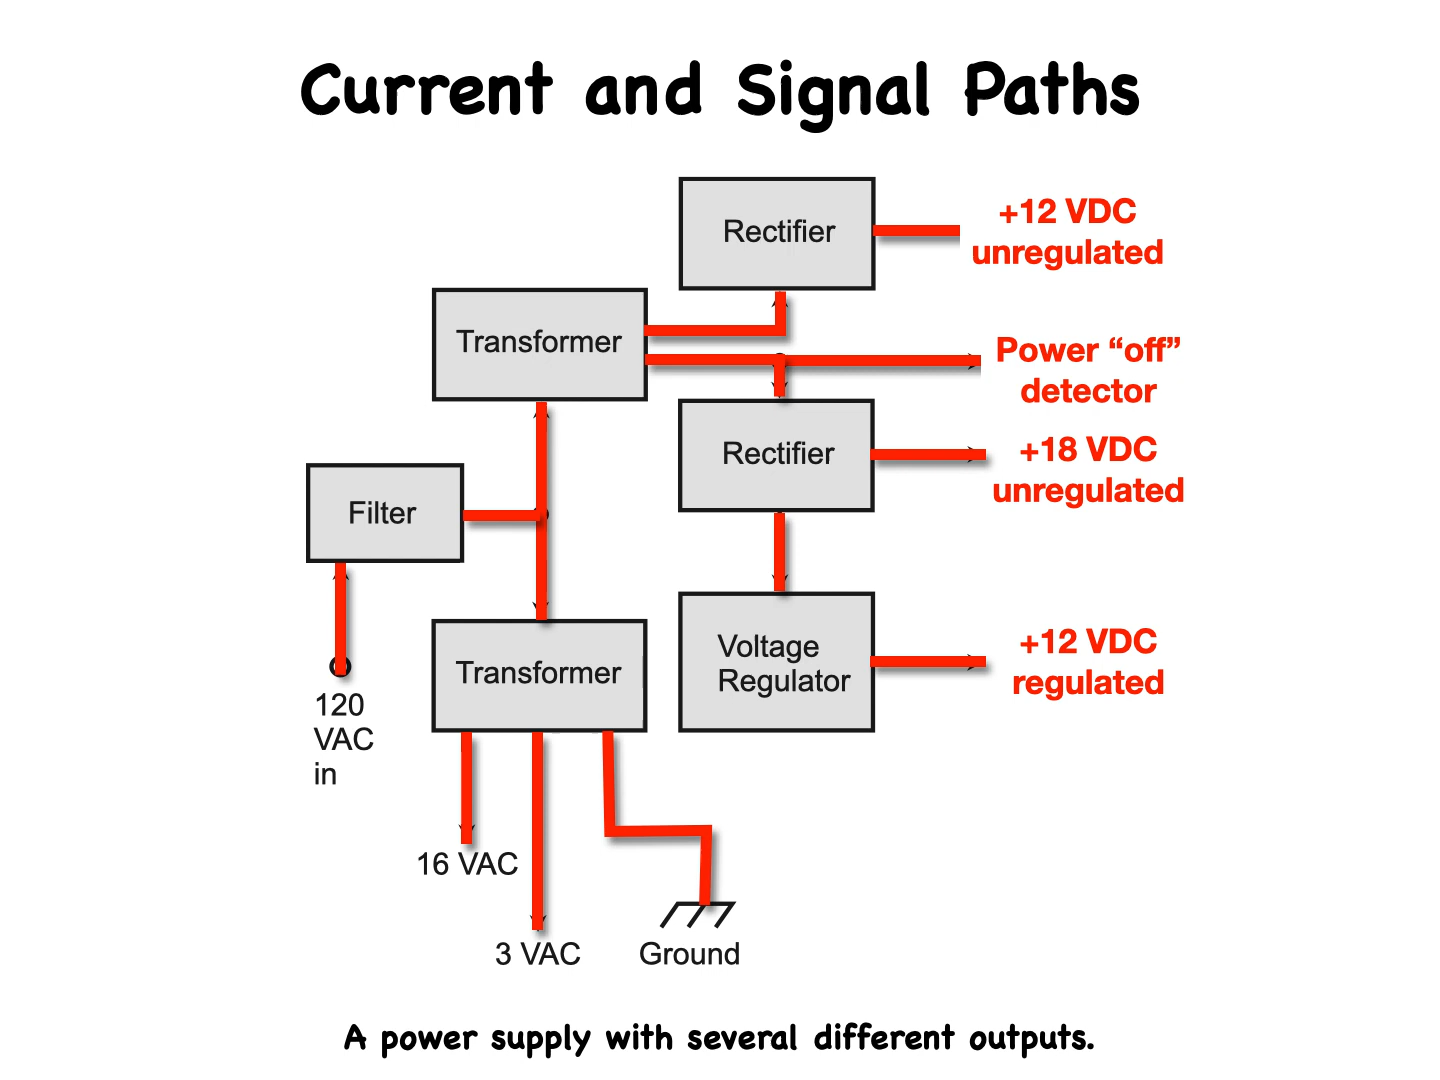 Current and Signal Paths
Rectifier
+12 VDC
unregulated
Transformer
Power “off”
detector
Rectifier
+18 VDC
unregulated
Filter
Transformer
Voltage
Regulator
+12 VDC
regulated
120
VAC
in
16 VAC
3 VAC
Ground
A power supply with several different outputs.